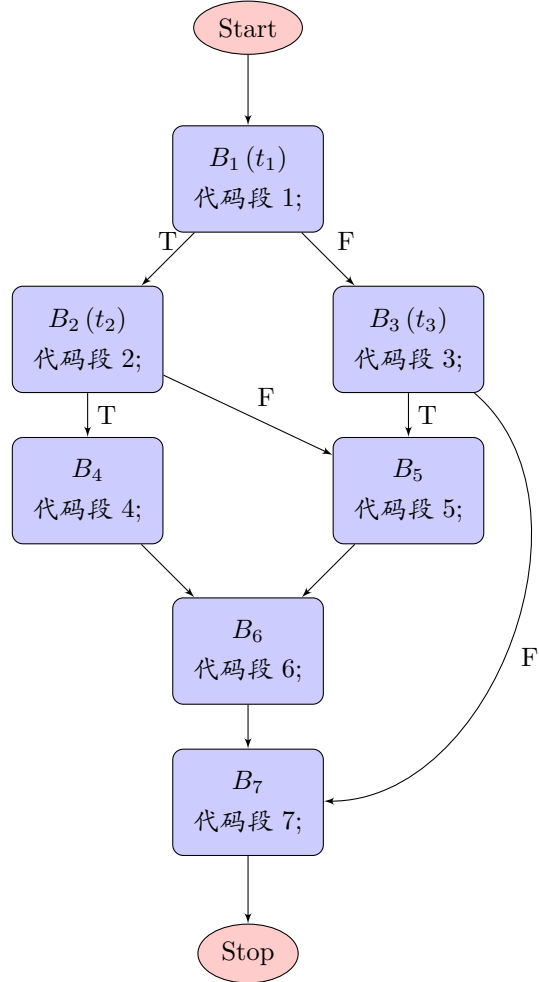 Start
B₁ (t₁)
代码段 1;
T
F
B₂ (t₂)
代码段 2;
B₃ (t₃)
代码段 3;
T
F
T
B₄
代码段 4;
B₅
代码段 5;
B₆
代码段 6;
F
B₇
代码段 7;
Stop